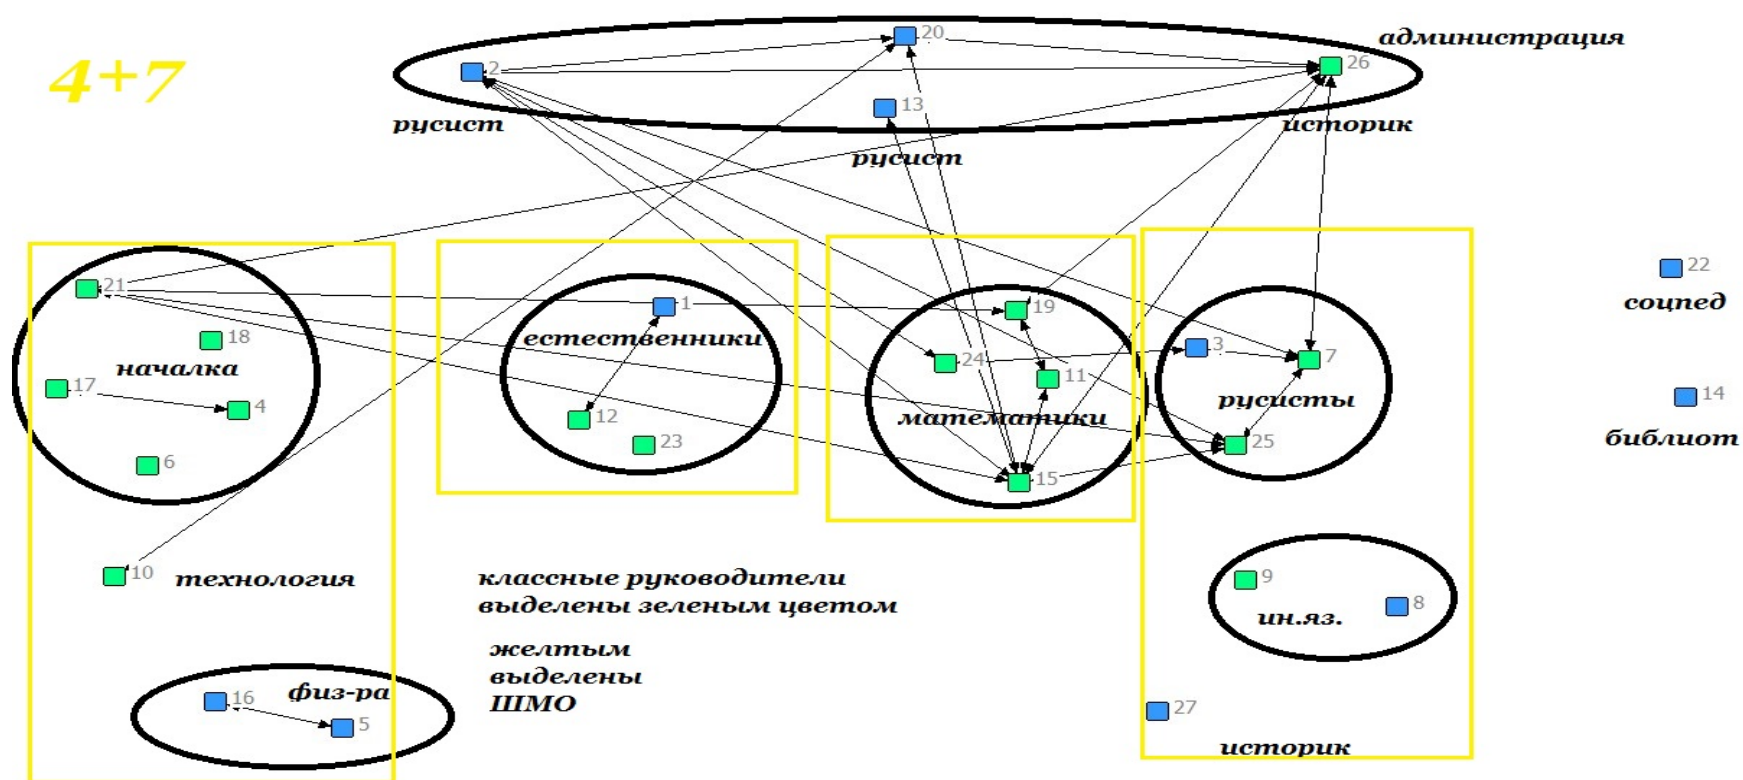 20
администрация
4+7
2
26
13
русист
историк
русист
21
1
19
22
соцпед
18
естественники
3
7
началка
24
11
17
4
русисты
14
12
математики
23
25
библиот
6
15
10
технология
классные руководители
выделены зеленым цветом
9
8
ин.яз.
желтым
выделены
ШМО
16
физ-ра
5
27
историк